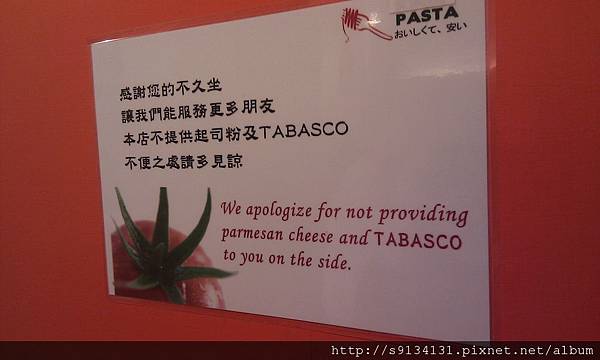 PASTA
おいしくて、安い
感謝您的不久坐
讓我們能服務更多朋友
本店不提供起司粉及TABASCO
不便之處請多見諒
We apologize for not providing
parmesan cheese and TABASCO
to you on the side.
http://s9134131.pixnet.net/album